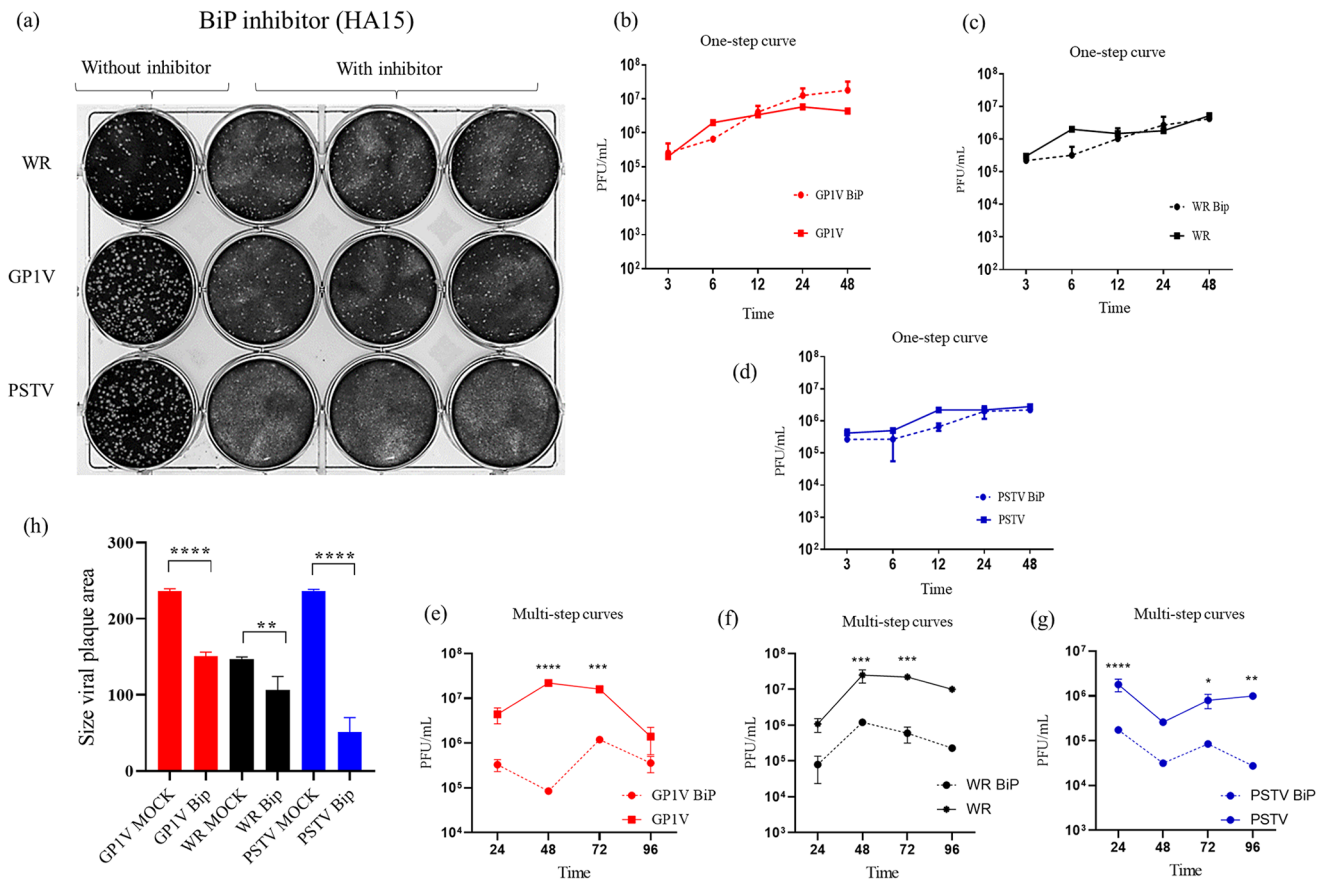 (a)
BiP inhibitor (HA15)
Without inhibitor
With inhibitor
WR
GP1V
PSTV
(b)
One-step curve
PFU/mL
10⁸
10⁷
10⁶
10⁵
10⁴
10³
10²
GP1V BiP
GP1V
3 6 12 24 48
Time
(c)
One-step curve
PFU/mL
10⁸
10⁷
10⁶
10⁵
10⁴
10³
10²
WR Bip
WR
3 6 12 24 48
Time
(d)
One-step curve
PFU/mL
10⁸
10⁷
10⁶
10⁵
10⁴
10³
10²
PSTV BiP
PSTV
3 6 12 24 48
Time
(h)
Size viral plaque area
300
200
100
0
**** ** ****
GP1V MOCK
GP1V Bip
WR MOCK
WR Bip
PSTV MOCK
PSTV Bip
(e)
Multi-step curves
PFU/mL
10⁸
10⁷
10⁶
10⁵
10⁴
**** ***
GP1V BiP
GP1V
24 48 72 96
Time
(f)
Multi-step curves
PFU/mL
10⁸
10⁷
10⁶
10⁵
10⁴
10³
*** ***
WR BiP
WR
24 48 72 96
Time
(g)
Multi-step curves
PFU/mL
10⁷
10⁶
10⁵
10⁴
10³
**** * **
PSTV BiP
PSTV
24 48 72 96
Time